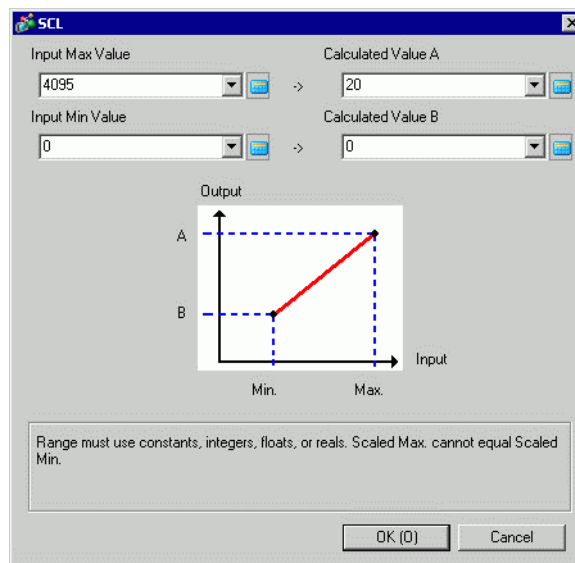 SCL
Input Max Value
Calculated Value A
4095
->
20
Input Min Value
Calculated Value B
0
->
0
Output
A
B
Input
Min.
Max.
Range must use constants, integers, floats, or reals. Scaled Max. cannot equal Scaled
Min.
OK (O)
Cancel